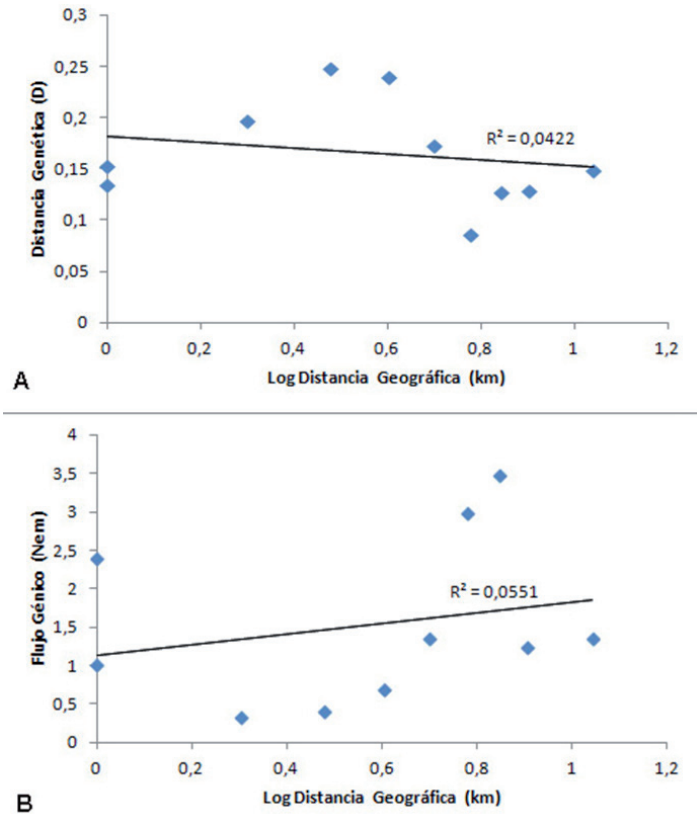 Distancia Genética (D)
0,3
0,25
0,2
0,15
0,1
0,05
0
R² = 0,0422
0 0,2 0,4 0,6 0,8 1 1,2
Log Distancia Geográfica (km)
A
Flujo Génico (Nem)
4
3,5
3
2,5
2
1,5
1
0,5
0
R² = 0,0551
0 0,2 0,4 0,6 0,8 1 1,2
Log Distancia Geográfica (km)
B